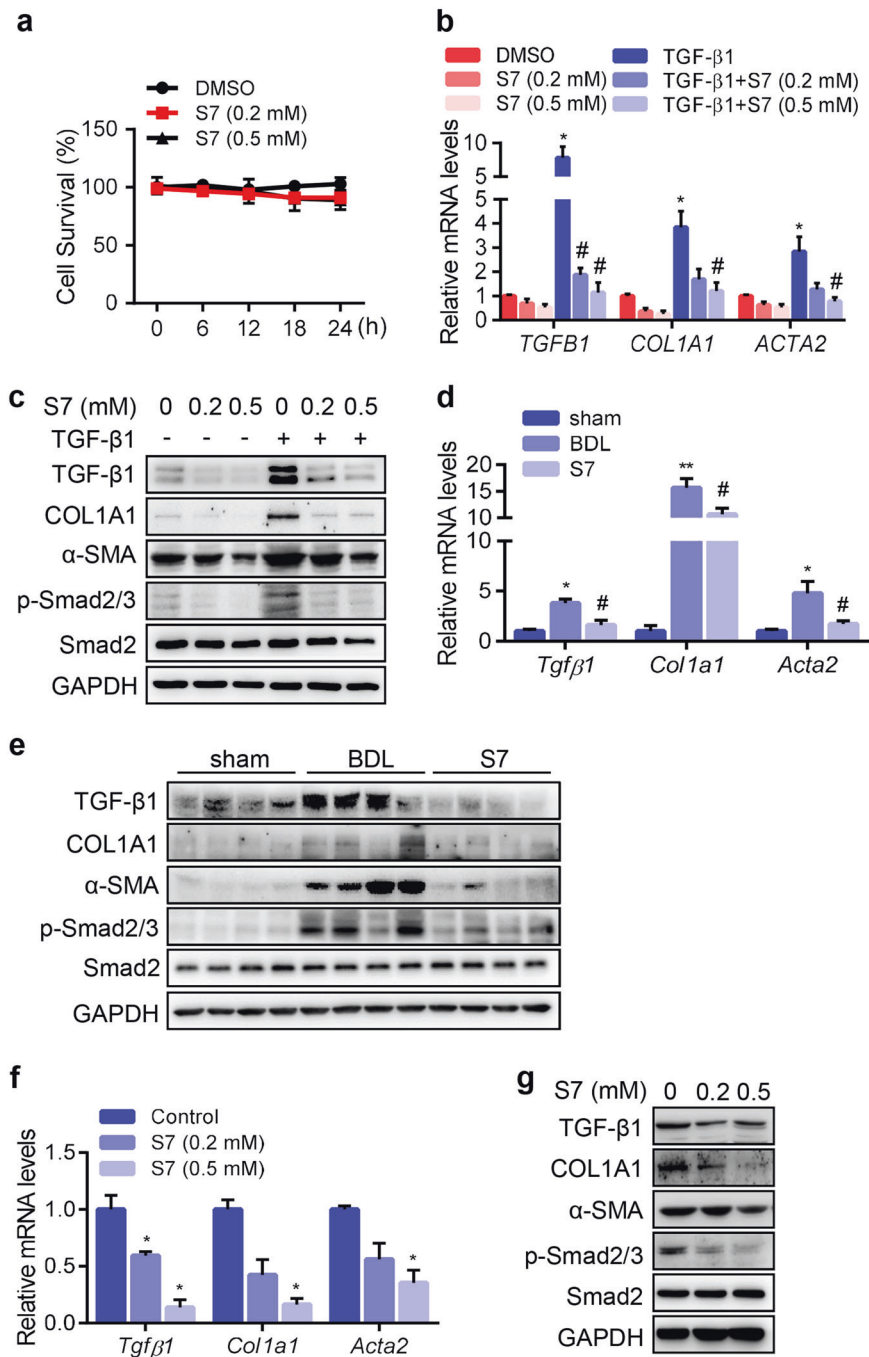 a
DMSO
S7 (0.2 mM)
S7 (0.5 mM)
Cell Survival (%)
150
100
50
0
0 6 12 18 24 (h)
b
DMSO TGF-β1
S7 (0.2 mM) TGF-β1+S7 (0.2 mM)
S7 (0.5 mM) TGF-β1+S7 (0.5 mM)
Relative mRNA levels
10
5
4
3
2
1
0
* # #
* #
* #
TGFB1 COL1A1 ACTA2
c
S7 (mM) 0 0.2 0.5 0 0.2 0.5
TGF-β1 - - - + + +
TGF-β1
COL1A1
α-SMA
p-Smad2/3
Smad2
GAPDH
d
sham
BDL
S7
Relative mRNA levels
20
15
10
10
5
0
* #
** #
* #
Tgfβ1 Col1a1 Acta2
e
sham BDL S7
TGF-β1
COL1A1
α-SMA
p-Smad2/3
Smad2
GAPDH
f
Control
S7 (0.2 mM)
S7 (0.5 mM)
Relative mRNA levels
1.5
1.0
0.5
0.0
* *
*
*
Tgfβ1 Col1a1 Acta2
g
S7 (mM) 0 0.2 0.5
TGF-β1
COL1A1
α-SMA
p-Smad2/3
Smad2
GAPDH